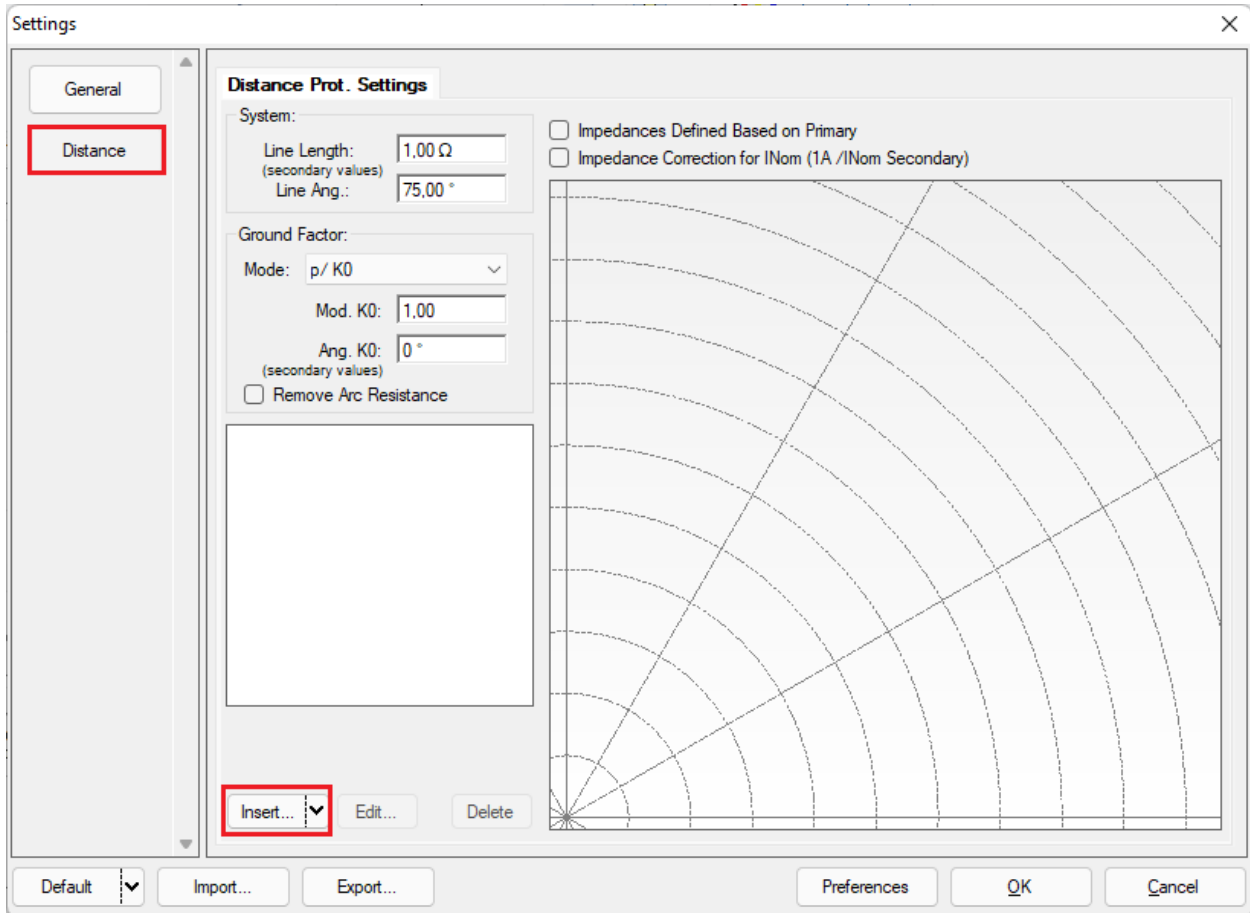 Settings
General
Distance
Distance Prot. Settings
System:
Line Length: 1,00 Ω
(secondary values)
Line Ang.: 75,00 °
Ground Factor:
Mode: p/ K0
Mod. K0: 1,00
Ang. K0: 0 °
(secondary values)
Remove Arc Resistance
Impedances Defined Based on Primary
Impedance Correction for INom (1A /INom Secondary)
Insert... Edit... Delete
Default Import... Export... Preferences OK Cancel